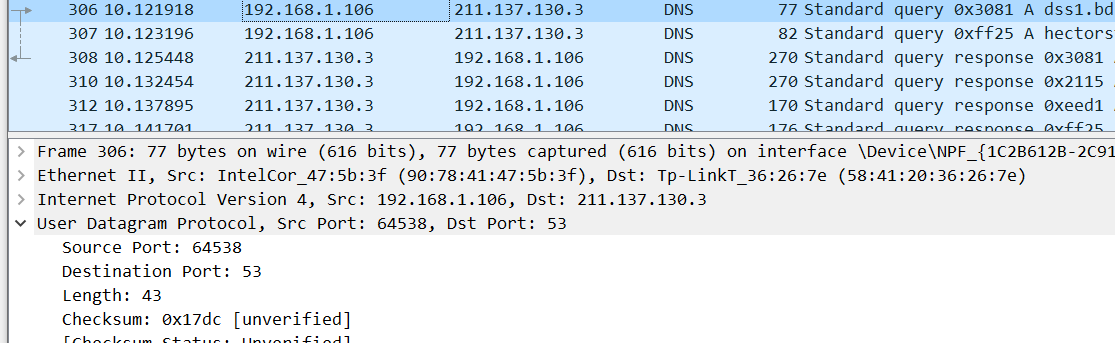 306 10.121918 192.168.1.106 211.137.130.3 DNS 77 Standard query 0x3081 A dss1.bd
307 10.123196 192.168.1.106 211.137.130.3 DNS 82 Standard query 0xff25 A hectorst
308 10.125448 211.137.130.3 192.168.1.106 DNS 270 Standard query response 0x3081
310 10.132454 211.137.130.3 192.168.1.106 DNS 270 Standard query response 0x2115
312 10.137895 211.137.130.3 192.168.1.106 DNS 170 Standard query response 0xeed1
317 10.141701 211.137.130.3 192.168.1.106 DNS 176 Standard query response 0xff25
Frame 306: 77 bytes on wire (616 bits), 77 bytes captured (616 bits) on interface \Device\NPF_{1C2B612B-2C91
Ethernet II, Src: IntelCor_47:5b:3f (90:78:41:47:5b:3f), Dst: Tp-LinkT_36:26:7e (58:41:20:36:26:7e)
Internet Protocol Version 4, Src: 192.168.1.106, Dst: 211.137.130.3
User Datagram Protocol, Src Port: 64538, Dst Port: 53
Source Port: 64538
Destination Port: 53
Length: 43
Checksum: 0x17dc [unverified]
[Checksum Status: Unverified]